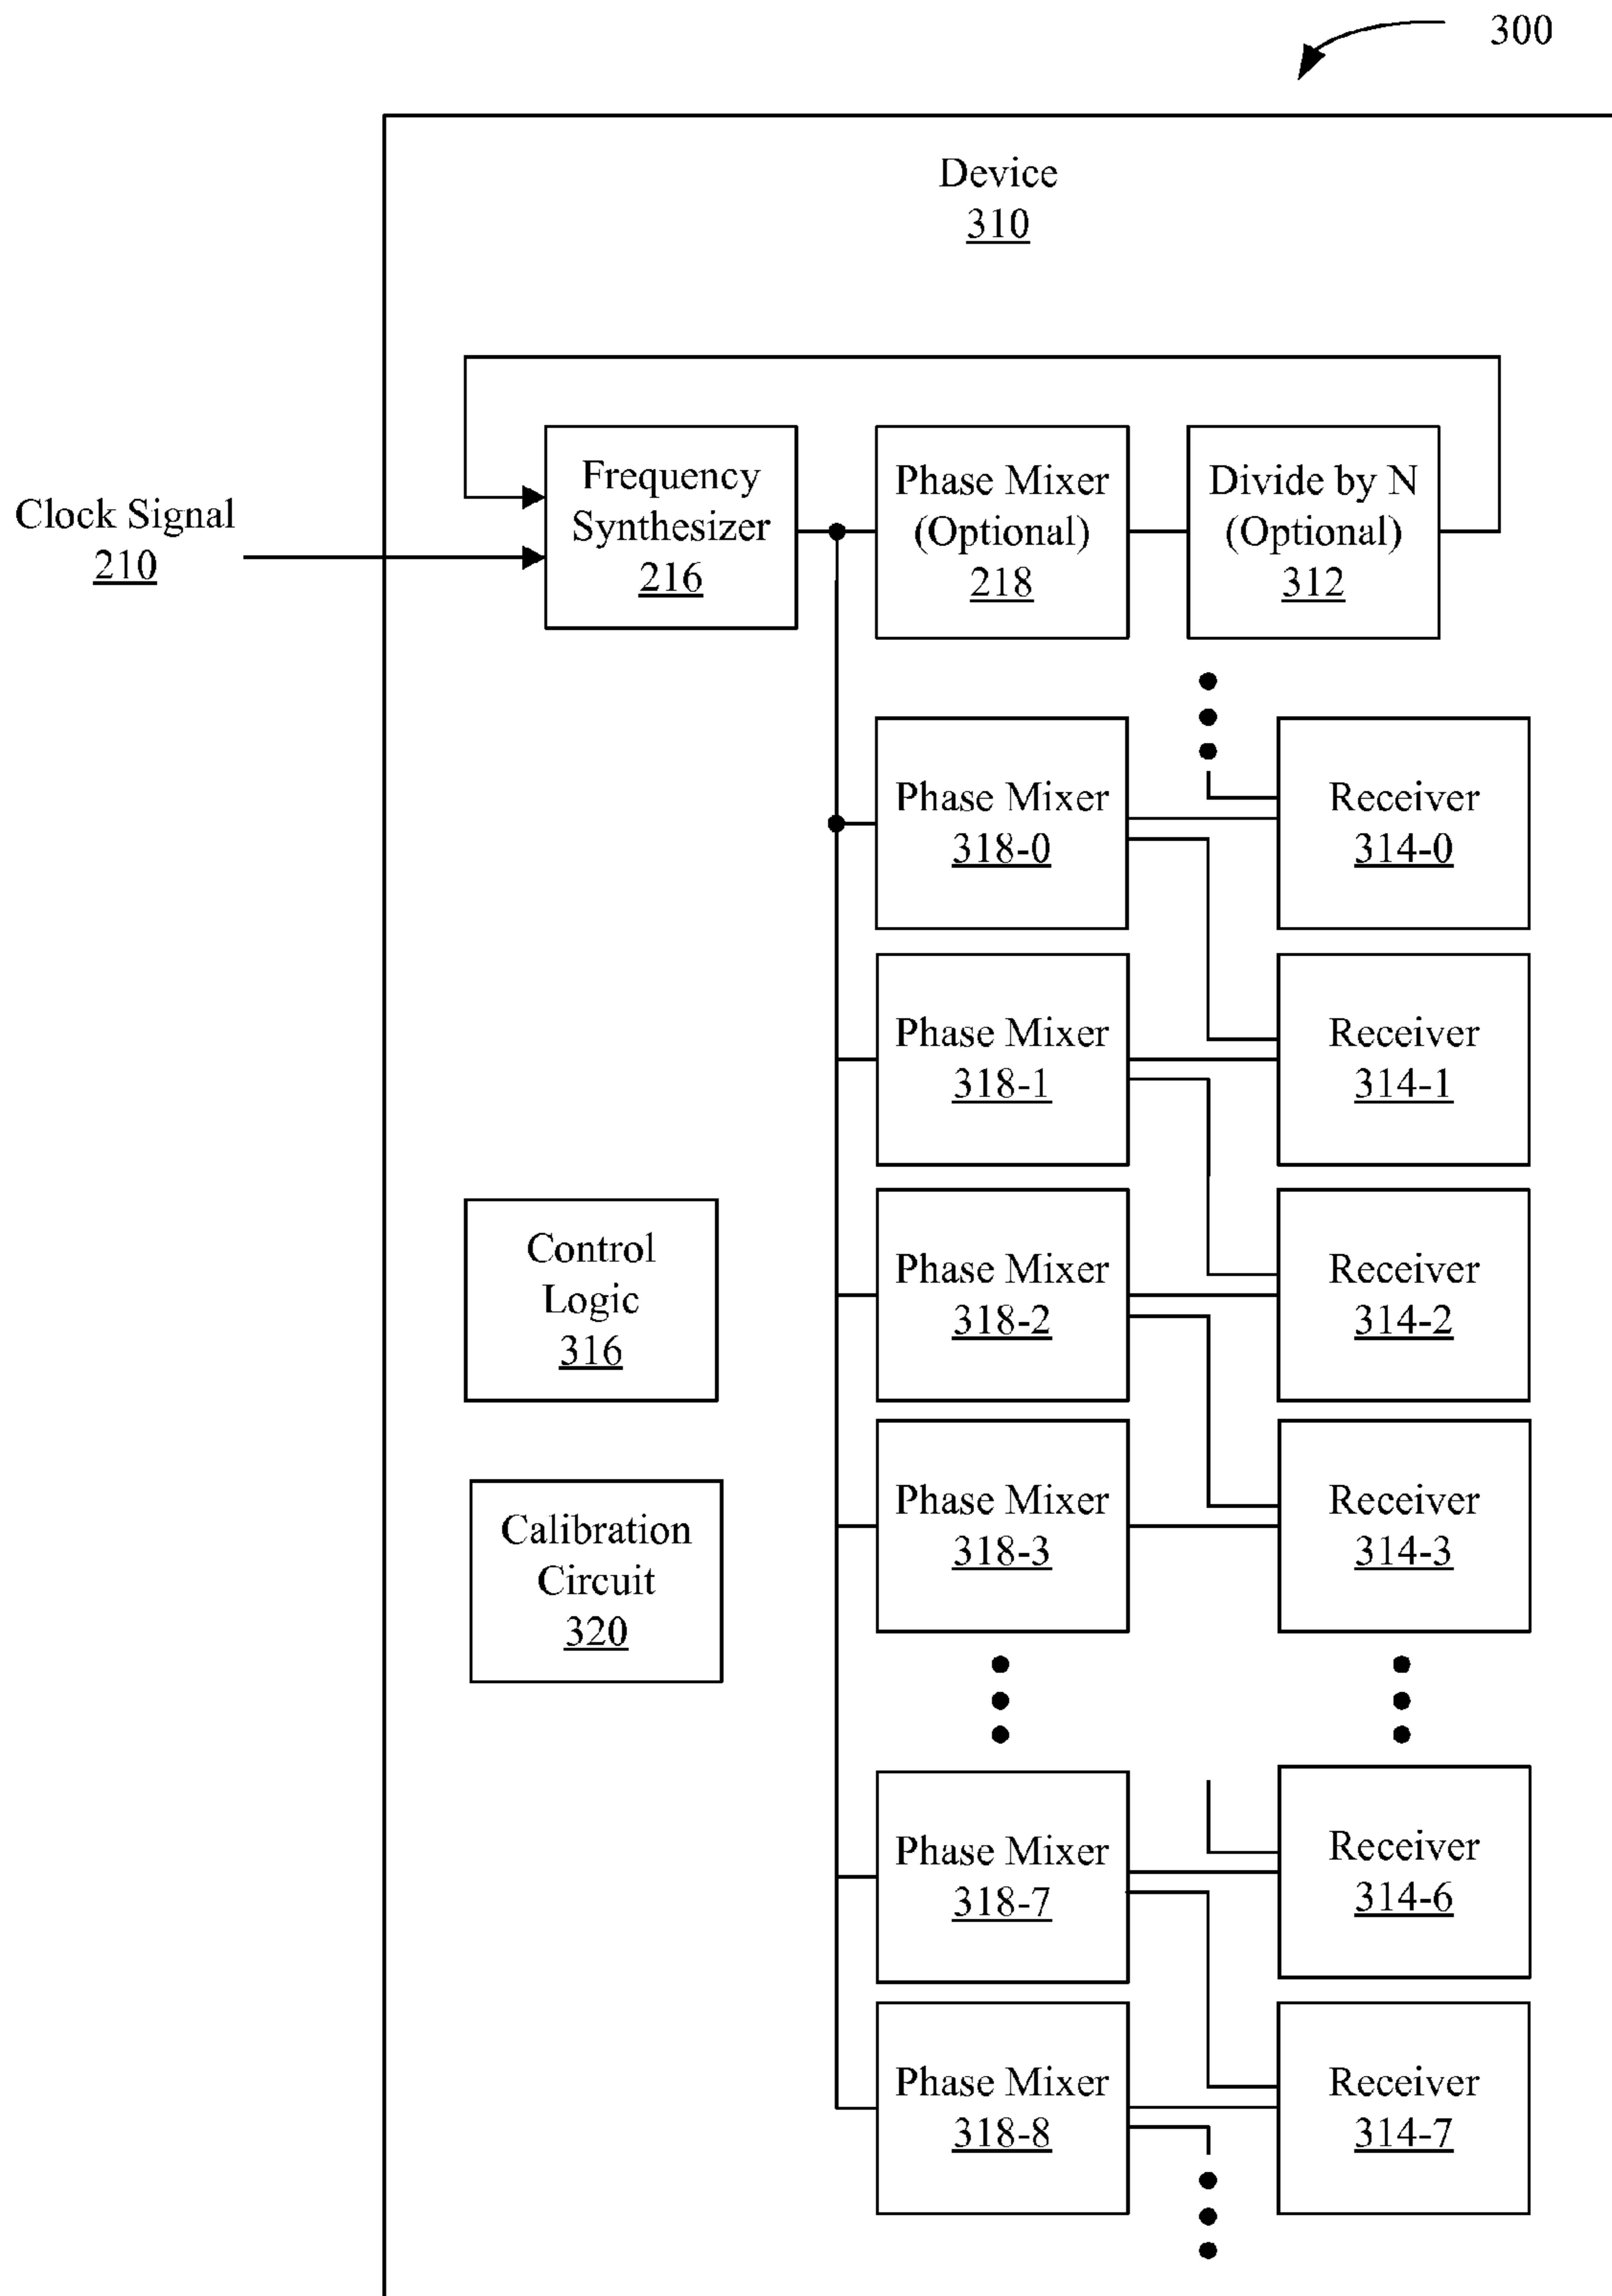 300
Device
310
Clock Signal
210
Frequency
Synthesizer
216
Phase Mixer
(Optional)
218
Divide by N
(Optional)
312
Phase Mixer
318-0
Receiver
314-0
Phase Mixer
318-1
Receiver
314-1
Control
Logic
316
Phase Mixer
318-2
Receiver
314-2
Calibration
Circuit
320
Phase Mixer
318-3
Receiver
314-3
Phase Mixer
318-7
Receiver
314-6
Phase Mixer
318-8
Receiver
314-7